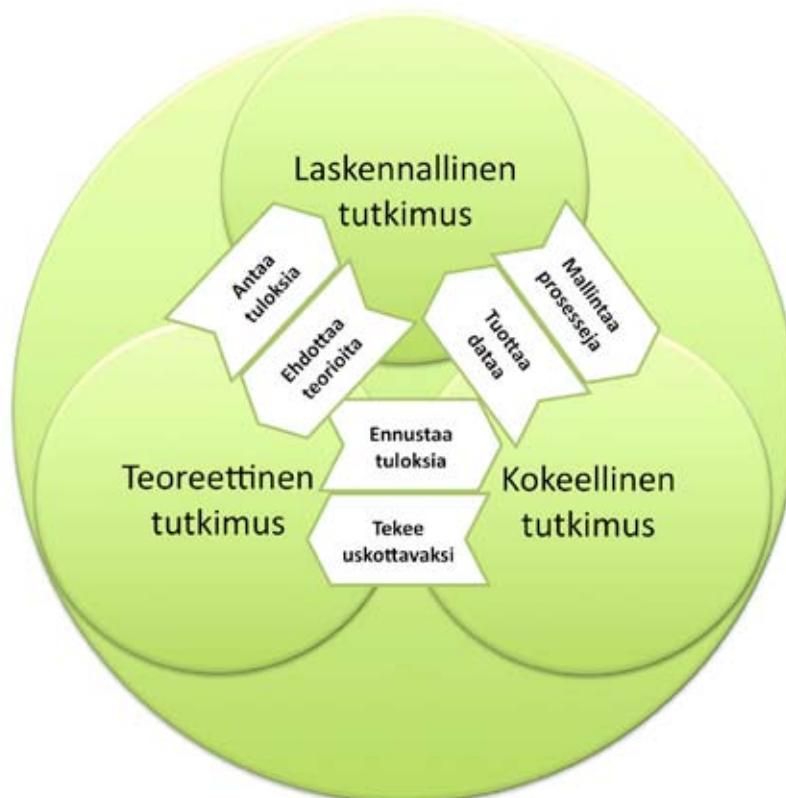 Laskennallinen
tutkimus
Antaa
tuloksia
Ehdottaa
teorioita
Tuottaa
dataa
Mallintaa
prosesseja
Ennustaa
tuloksia
Teoreettinen
tutkimus
Kokeellinen
tutkimus
Tekee
uskottavaksi